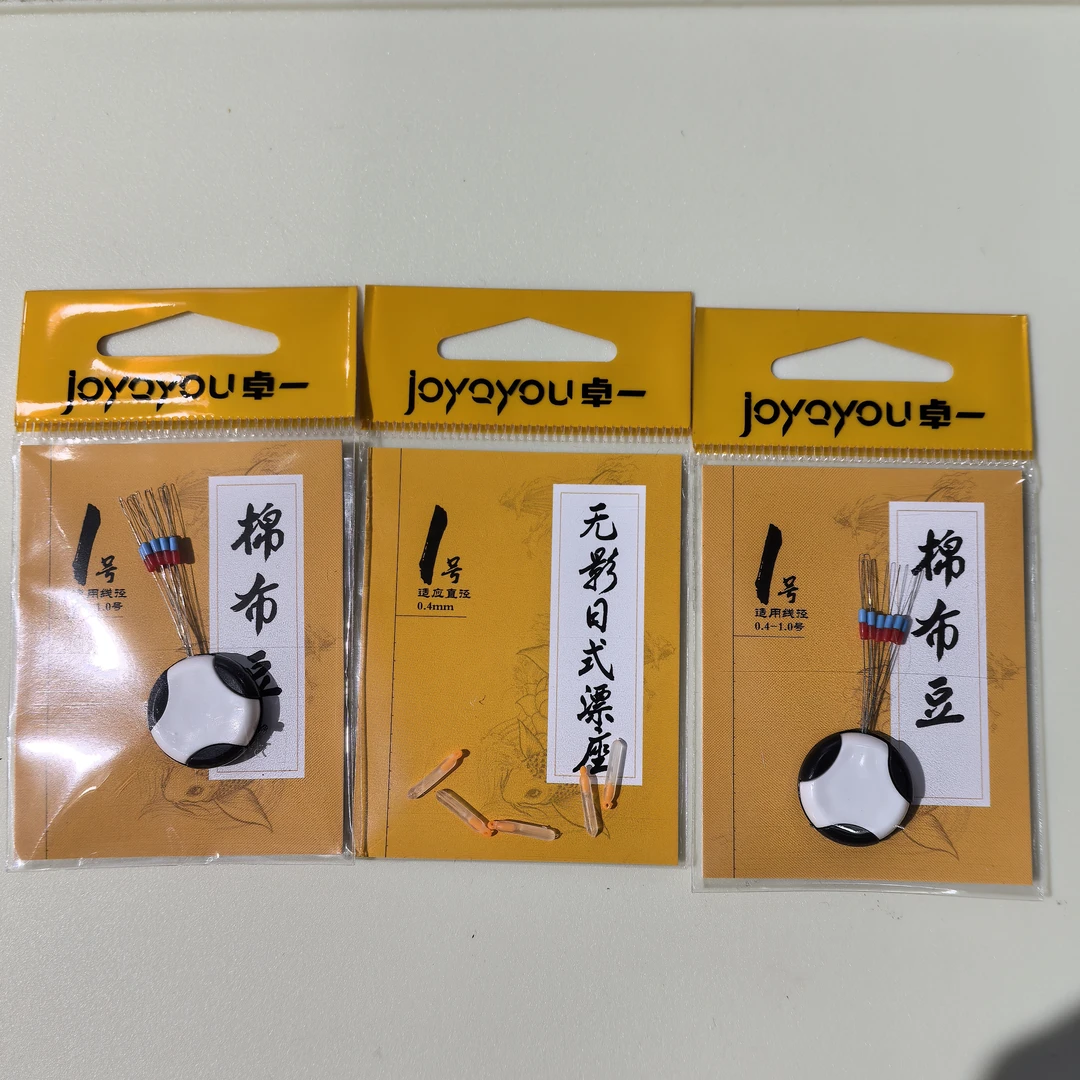 joyoyou卓一
1号
适用线径
1.0号
棉布豆
joyoyou卓一
1号
适应直径
0.4mm
无影日式漂座
joyoyou卓一
1号
适用线径
0.4-1.0号
棉布豆